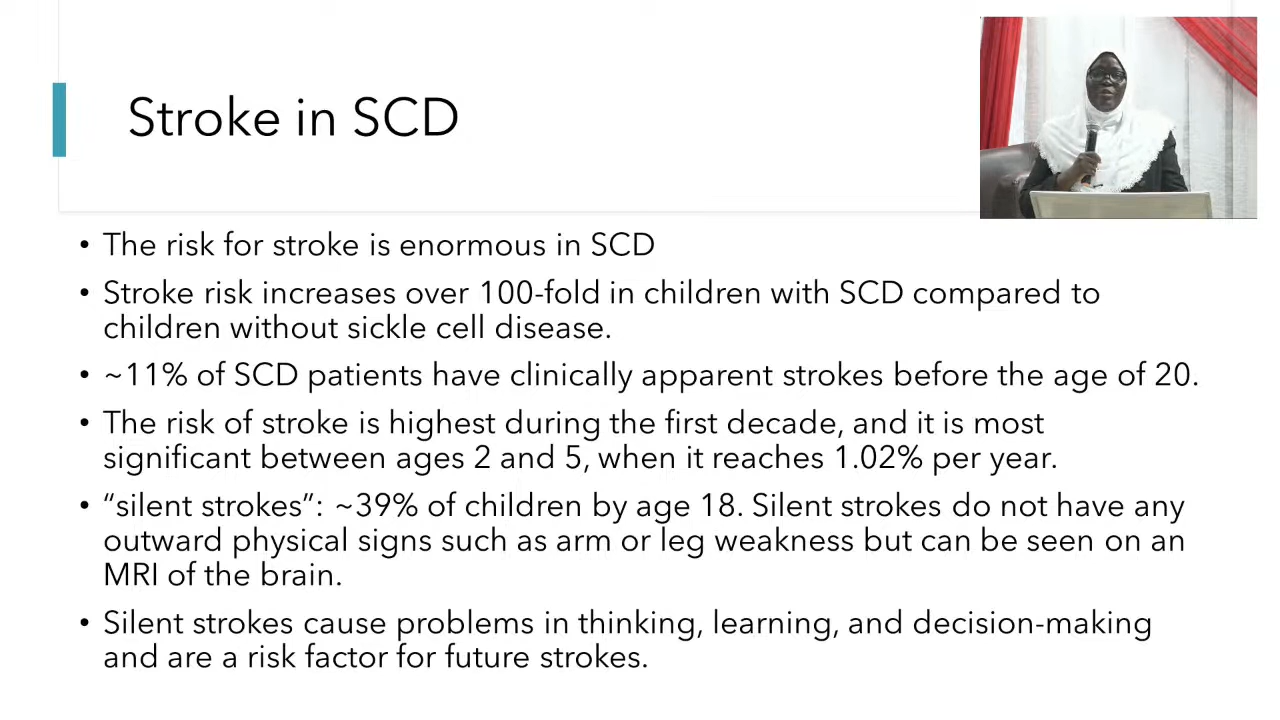 Stroke in SCD
• The risk for stroke is enormous in SCD
• Stroke risk increases over 100-fold in children with SCD compared to
children without sickle cell disease.
• ~11% of SCD patients have clinically apparent strokes before the age of 20.
• The risk of stroke is highest during the first decade, and it is most
significant between ages 2 and 5, when it reaches 1.02% per year.
• “silent strokes”: ~39% of children by age 18. Silent strokes do not have any
outward physical signs such as arm or leg weakness but can be seen on an
MRI of the brain.
• Silent strokes cause problems in thinking, learning, and decision-making
and are a risk factor for future strokes.